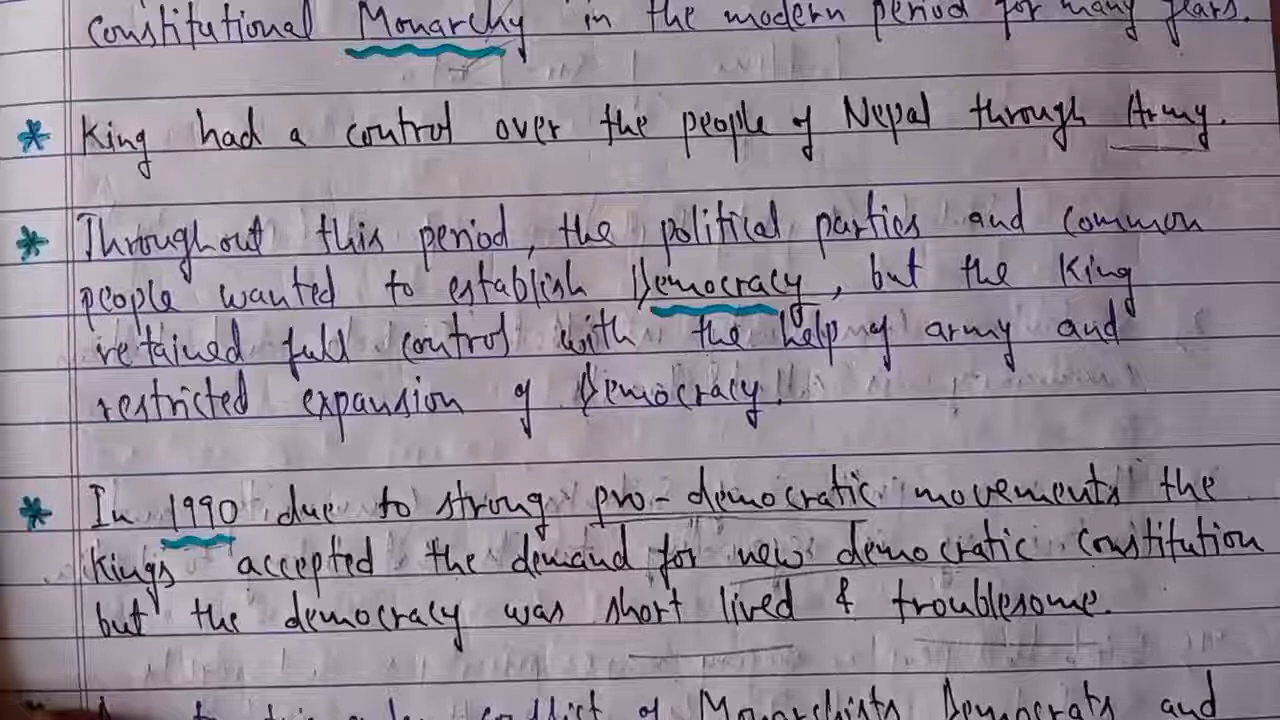 constitutional Monarchy in the modern period for many years.
* King had a control over the people of Nepal through Army.
* Throughout this period, the political partios and common
people wanted to establish Democracy, but the King
retained full control with the help of army and
restricted expansion of Democracy.
* In 1990 due to strong pro-democratic movements the
Kings accepted the demand for new democratic constitution
but the democracy was short lived & troublesome.
conflict of Monarchists Democrats and